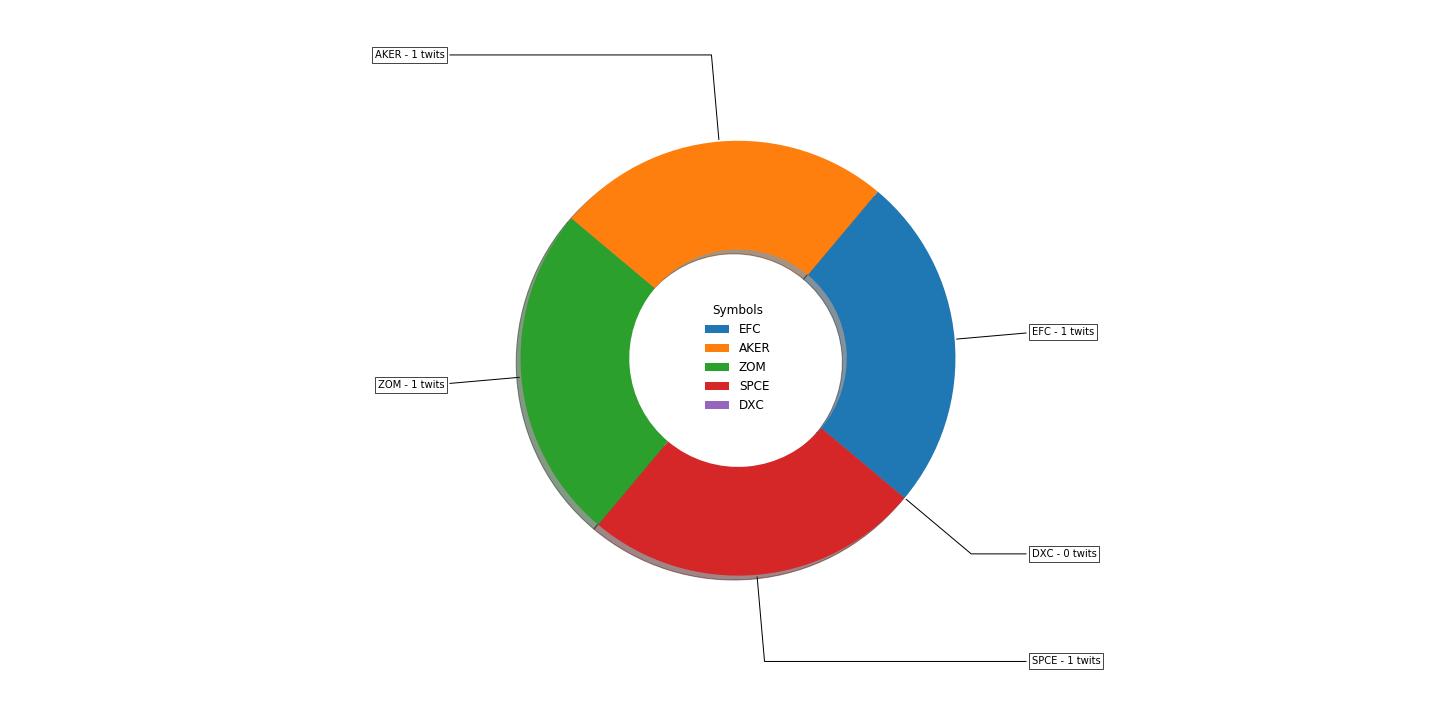 AKER - 1 twits
Symbols
EFC
AKER
ZOM
SPCE
DXC
EFC - 1 twits
ZOM - 1 twits
DXC - 0 twits
SPCE - 1 twits